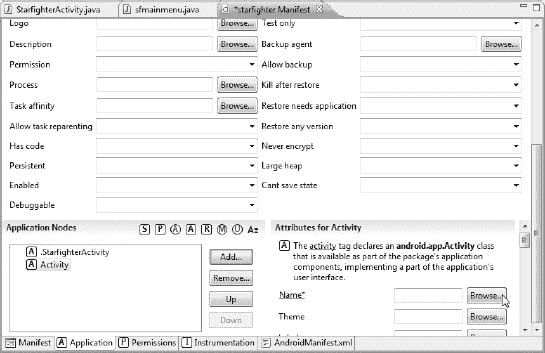 StarfighterActivity.java sfmainmenu.java *starfighter Manifest
Logo Browse... Test only
Description Browse... Backup agent Browse...
Permission Allow backup
Process Browse... Kill after restore
Task affinity Browse... Restore needs application
Allow task reparenting Restore any version
Has code Never encrypt
Persistent Large heap
Enabled Cant save state
Debuggable
Application Nodes S P A A R M U Az Attributes for Activity
A .StarfighterActivity
A Activity
Add...
Remove...
Up
Down
A The activity tag declares an android.app.Activity class
that is available as part of the package's application
components, implementing a part of the application's
user interface.
Name* Browse...
Theme Browse...
Manifest A Application P Permissions I Instrumentation AndroidManifest.xml